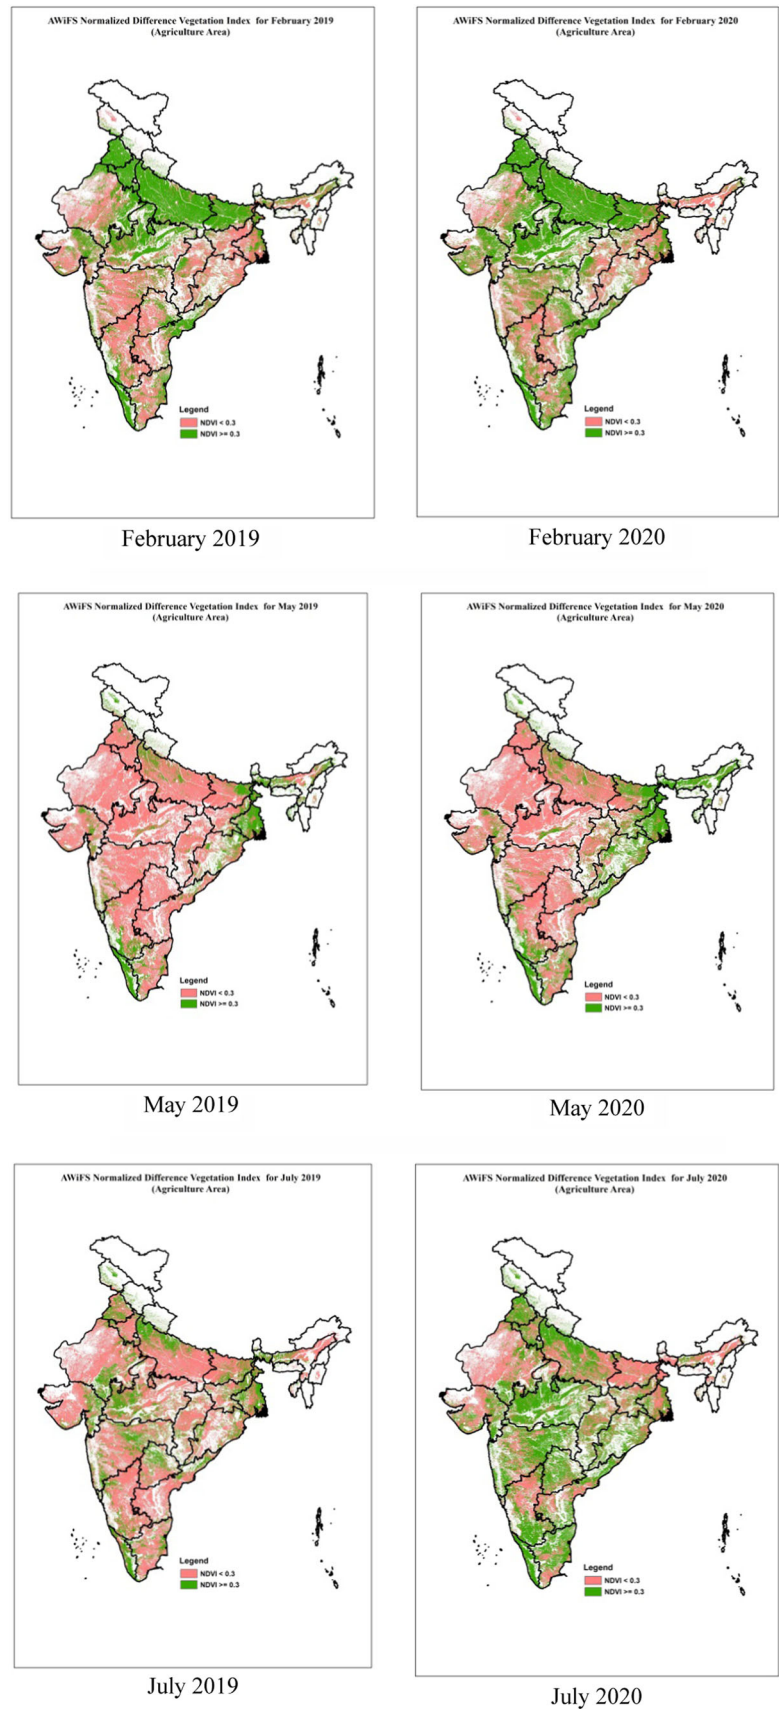 AWiFS Normalized Difference Vegetation Index for February 2019
(Agriculture Area)
Legend
NDVI < 0.3
NDVI >= 0.3
February 2019
AWiFS Normalized Difference Vegetation Index for February 2020
(Agriculture Area)
Legend
NDVI < 0.3
NDVI >= 0.3
February 2020
AWiFS Normalized Difference Vegetation Index for May 2019
(Agriculture Area)
Legend
NDVI < 0.3
NDVI >= 0.3
May 2019
AWiFS Normalized Difference Vegetation Index for May 2020
(Agriculture Area)
Legend
NDVI < 0.3
NDVI >= 0.3
May 2020
AWiFS Normalized Difference Vegetation Index for July 2019
(Agriculture Area)
Legend
NDVI < 0.3
NDVI >= 0.3
July 2019
AWiFS Normalized Difference Vegetation Index for July 2020
(Agriculture Area)
Legend
NDVI < 0.3
NDVI >= 0.3
July 2020